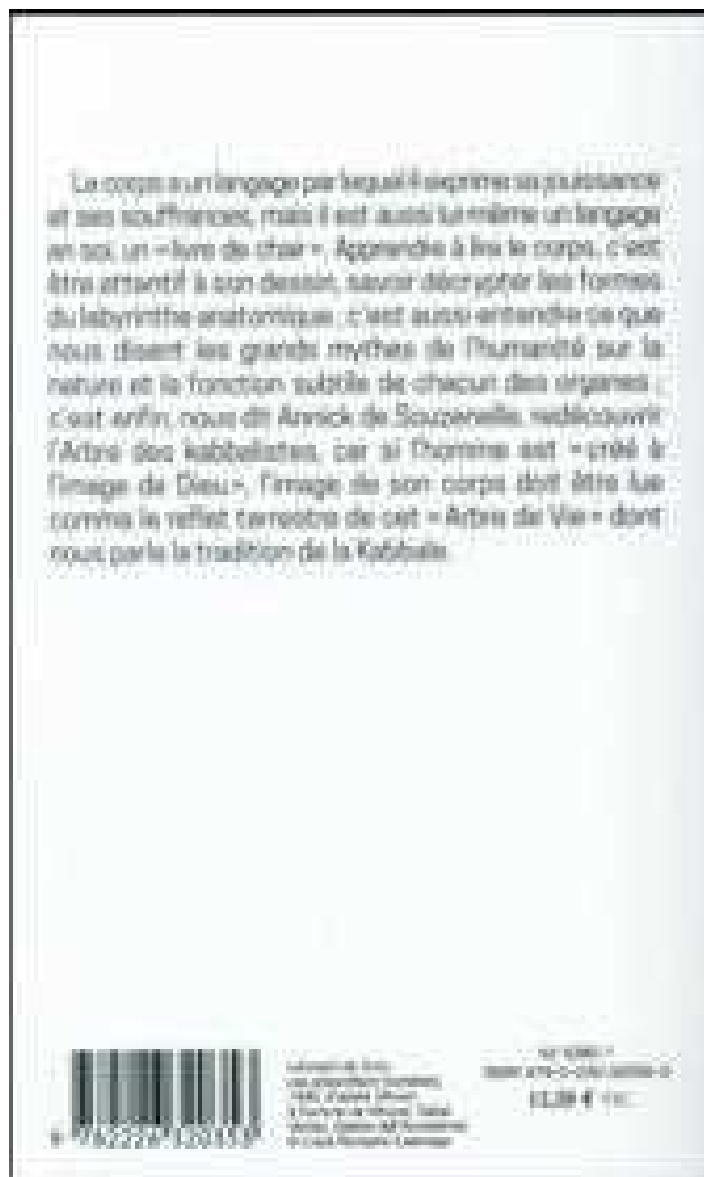 Le corps a un langage par lequel il exprime sa jouissance
et ses souffrances, mais il est aussi lui-même un langage
en soi, un « livre de chair ». Apprendre à lire le corps, c'est
être attentif à son dessin, savoir décrypter les formes
du labyrinthe anatomique ; c'est aussi entendre ce que
nous disent les grands mythes de l'humanité sur la
nature et la fonction subtile de chacun des organes ;
c'est enfin, nous dit Annick de Souzenelle, redécouvrir
l'Arbre des kabbalistes, car si l'homme est « créé à
l'image de Dieu », l'image de son corps doit être lue
comme le reflet terrestre de cet « Arbre de Vie » dont
nous parle la tradition de la Kabbale.